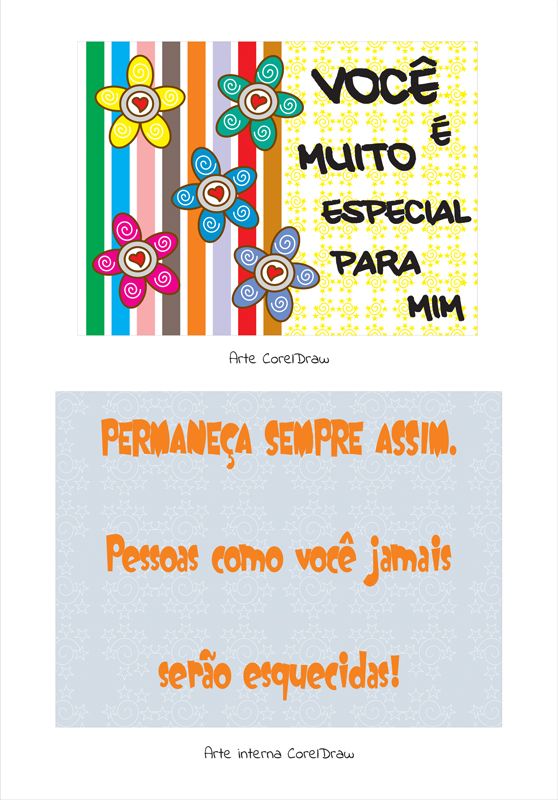 VOCÊ
É
MUITO
ESPECIAL
PARA
MIM
Arte CorelDraw
PERMANEÇA SEMPRE ASSIM.
Pessoas como você jamais
serão esquecidas!
Arte interna CorelDraw